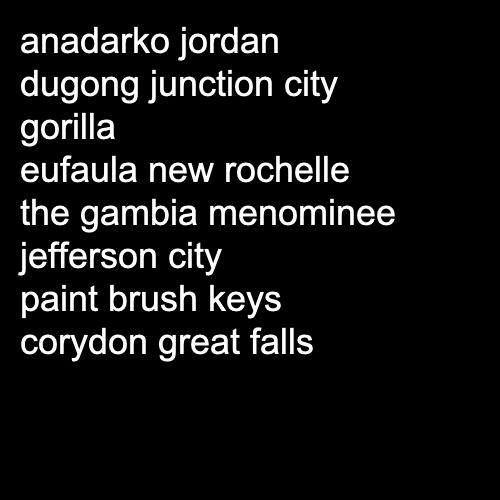 anadarko jordan
dugong junction city
gorilla
eufaula new rochelle
the gambia menominee
jefferson city
paint brush keys
corydon great falls